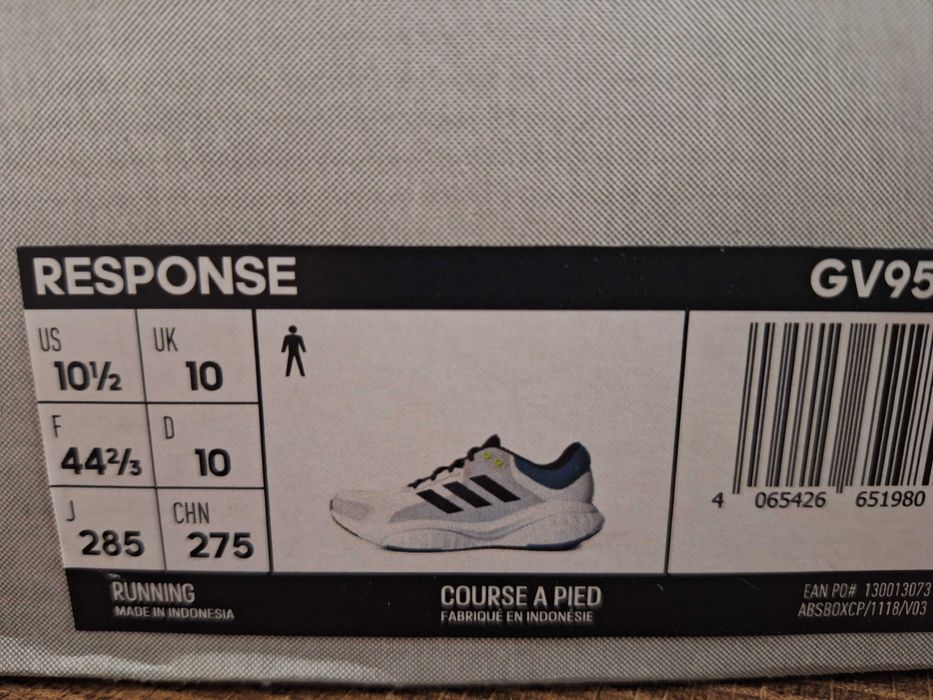 RESPONSE GV95
US 10½ UK 10
F 44⅔ D 10
J 285 CHN 275
4 065426 651980
RUNNING
MADE IN INDONESIA
COURSE A PIED
FABRIQUÉ EN INDONÉSIE
EAN PO# 130013073
ABSBOXCP/1118/V03